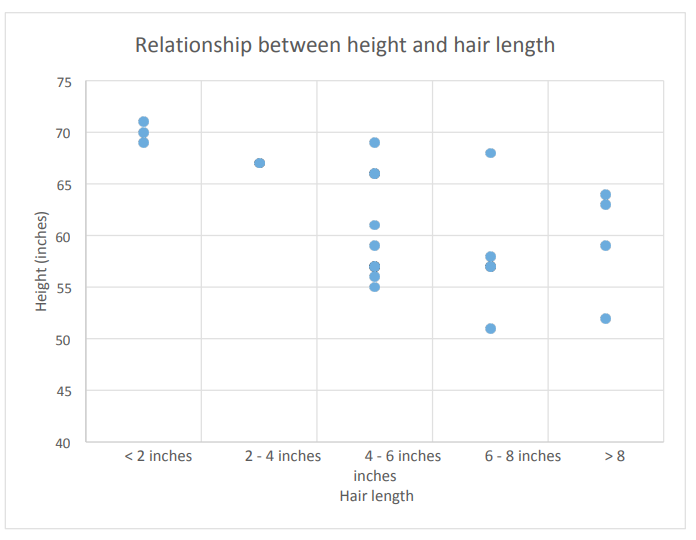 Relationship between height and hair length
75
70
65
60
55
50
45
40
Height (inches)
< 2 inches 2 - 4 inches 4 - 6 inches 6 - 8 inches > 8
inches
Hair length